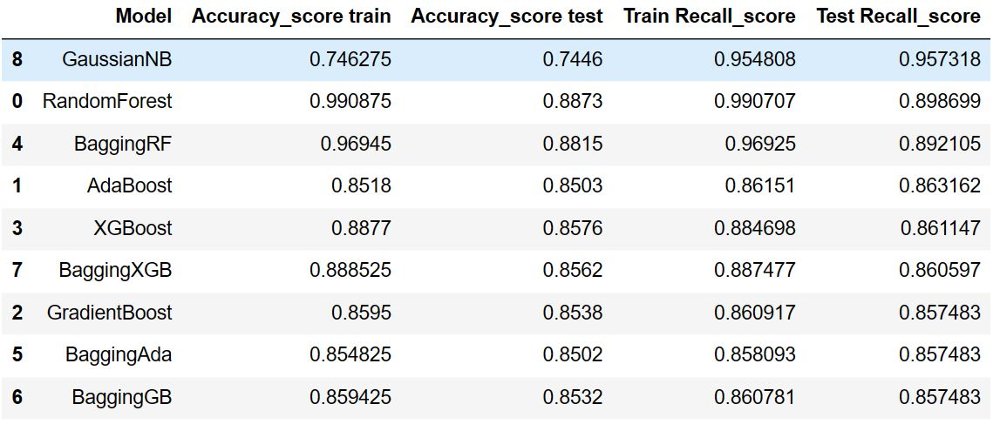 Model Accuracy_score train Accuracy_score test Train Recall_score Test Recall_score
8 GaussianNB 0.746275 0.7446 0.954808 0.957318
0 RandomForest 0.990875 0.8873 0.990707 0.898699
4 BaggingRF 0.96945 0.8815 0.96925 0.892105
1 AdaBoost 0.8518 0.8503 0.86151 0.863162
3 XGBoost 0.8877 0.8576 0.884698 0.861147
7 BaggingXGB 0.888525 0.8562 0.887477 0.860597
2 GradientBoost 0.8595 0.8538 0.860917 0.857483
5 BaggingAda 0.854825 0.8502 0.858093 0.857483
6 BaggingGB 0.859425 0.8532 0.860781 0.857483